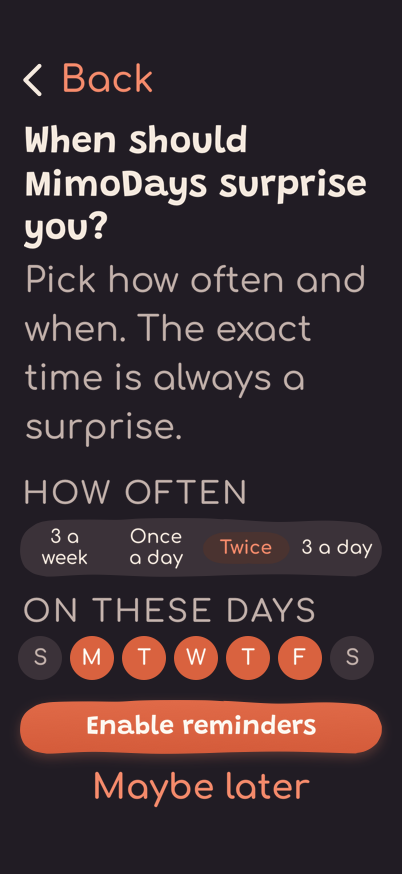 Back
When should
MimoDays surprise
you?
Pick how often and
when. The exact
time is always a
surprise.
HOW OFTEN
3 a
week
Once
a day
Twice
3 a day
ON THESE DAYS
S M T W T F S
Enable reminders
Maybe later